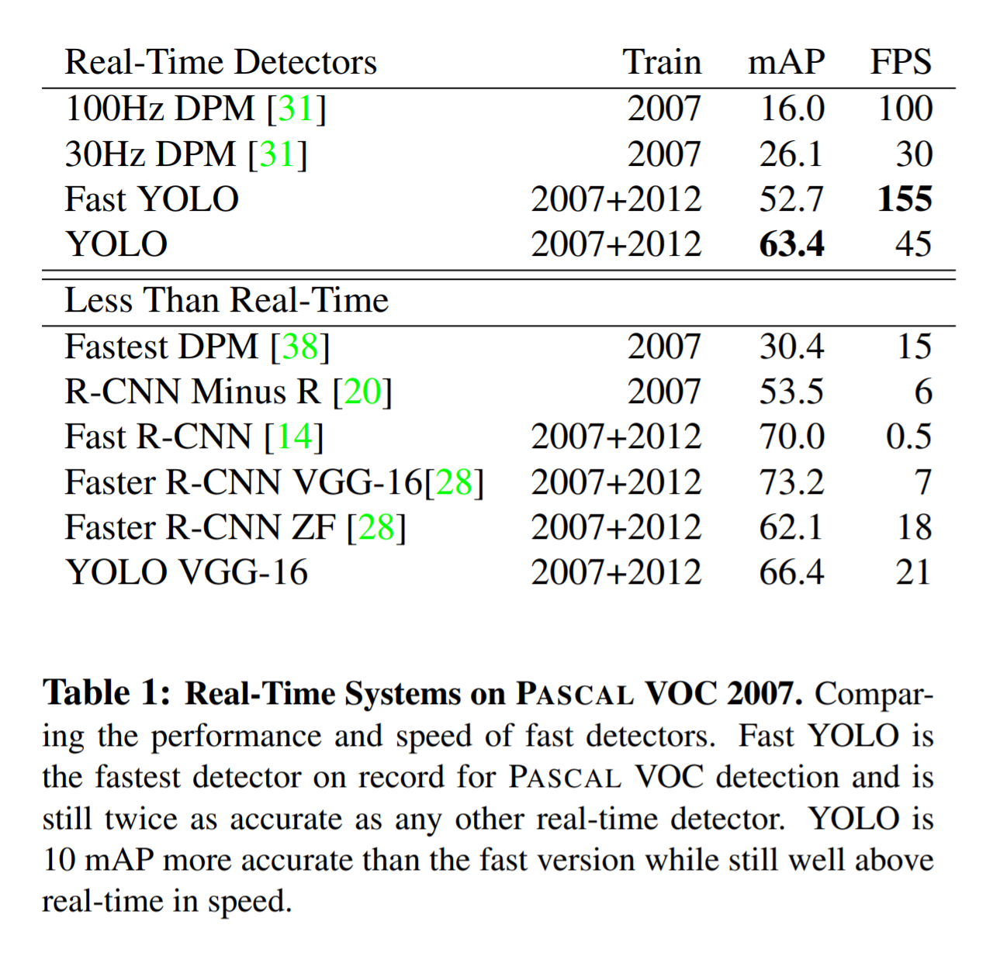 Real-Time Detectors Train mAP FPS
100Hz DPM [31] 2007 16.0 100
30Hz DPM [31] 2007 26.1 30
Fast YOLO 2007+2012 52.7 155
YOLO 2007+2012 63.4 45
Less Than Real-Time
Fastest DPM [38] 2007 30.4 15
R-CNN Minus R [20] 2007 53.5 6
Fast R-CNN [14] 2007+2012 70.0 0.5
Faster R-CNN VGG-16[28] 2007+2012 73.2 7
Faster R-CNN ZF [28] 2007+2012 62.1 18
YOLO VGG-16 2007+2012 66.4 21
Table 1: Real-Time Systems on PASCAL VOC 2007. Compar-
ing the performance and speed of fast detectors. Fast YOLO is
the fastest detector on record for PASCAL VOC detection and is
still twice as accurate as any other real-time detector. YOLO is
10 mAP more accurate than the fast version while still well above
real-time in speed.